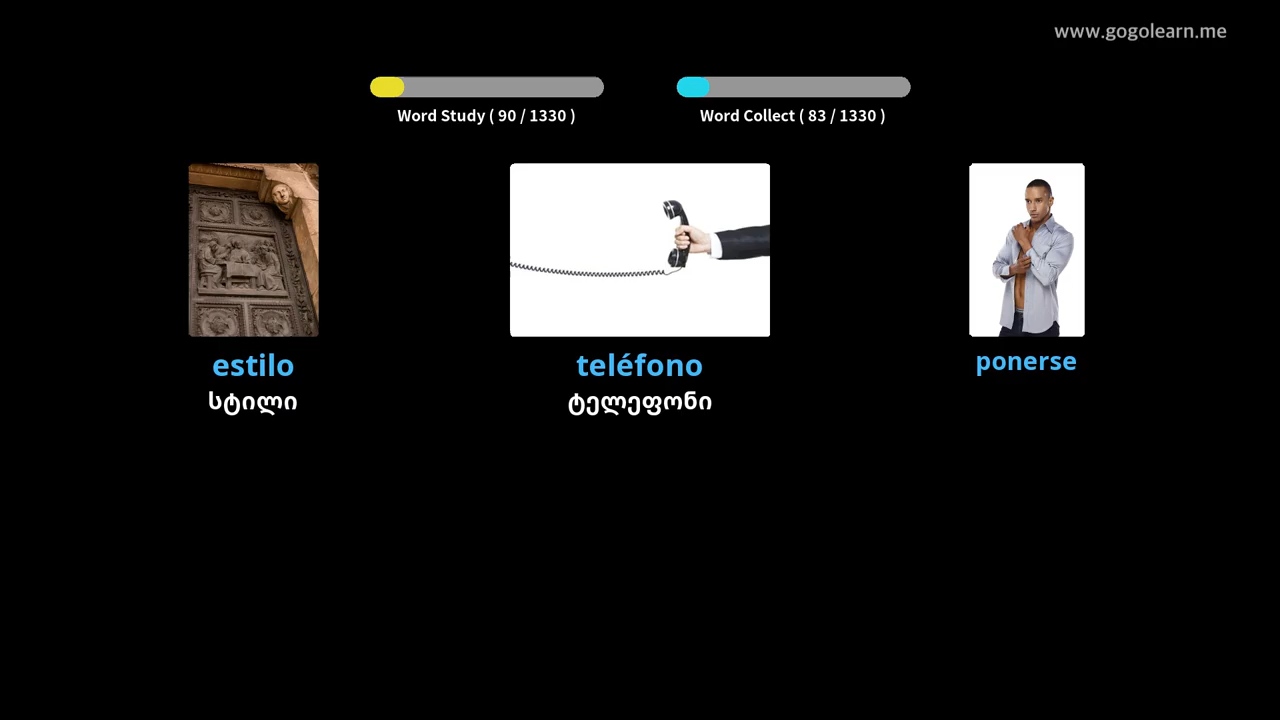 www.gogolearn.me
Word Study ( 90 / 1330 )
Word Collect ( 83 / 1330 )
estilo
სტილი
teléfono
ტელეფონი
ponerse